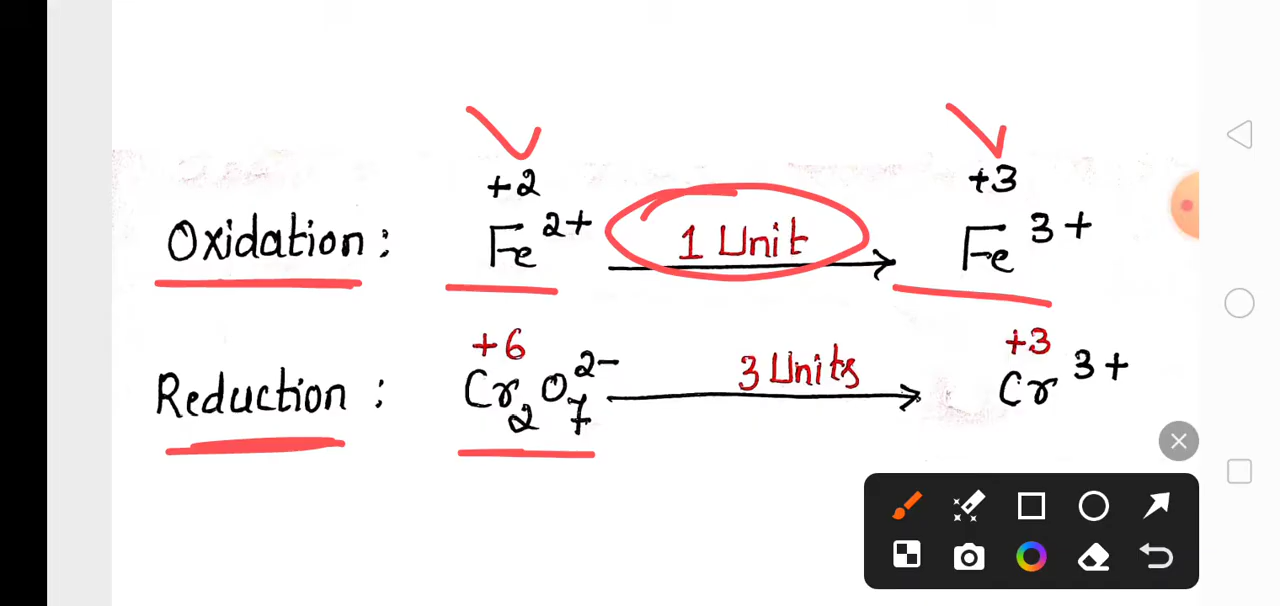 +2 +3
Oxidation : Fe²⁺ 1 Unit → Fe³⁺
+6 +3
Reduction : Cr₂O₇²⁻ 3 Units → Cr³⁺